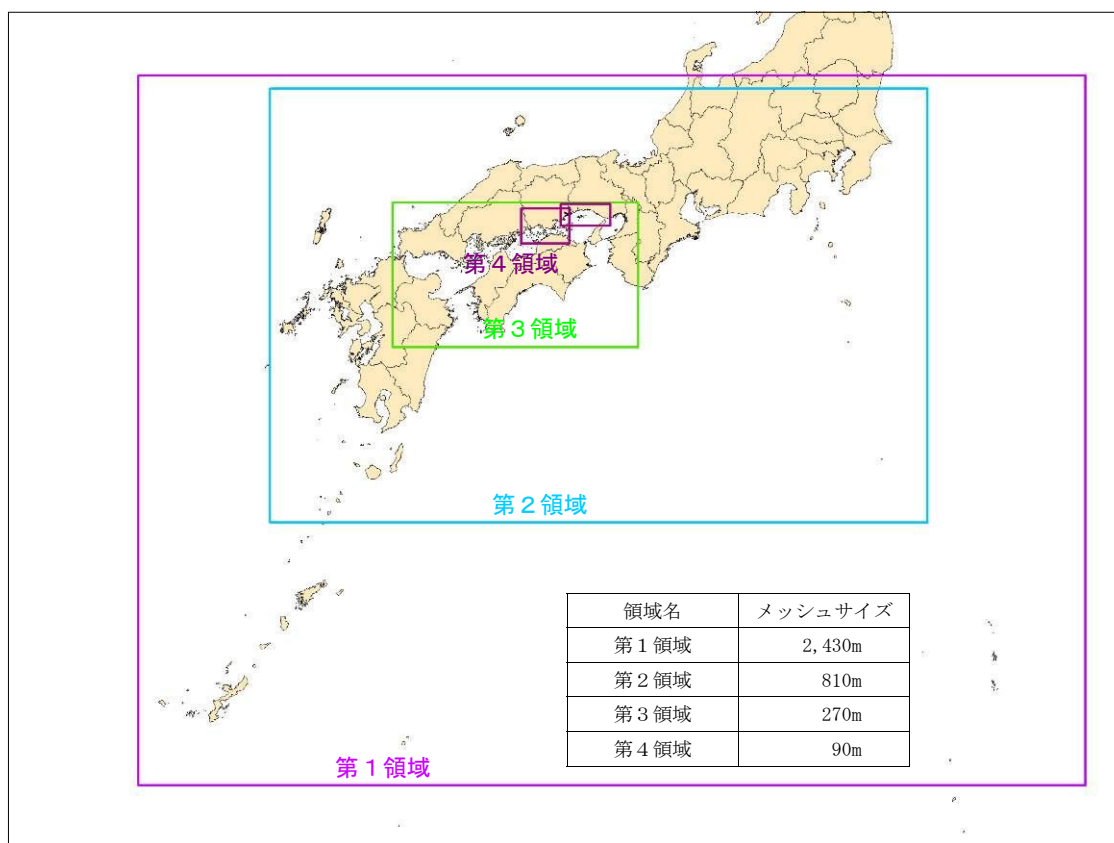 第４領域
第３領域
第２領域
領域名 メッシュサイズ
第１領域 2,430m
第２領域 810m
第３領域 270m
第４領域 90m
第１領域